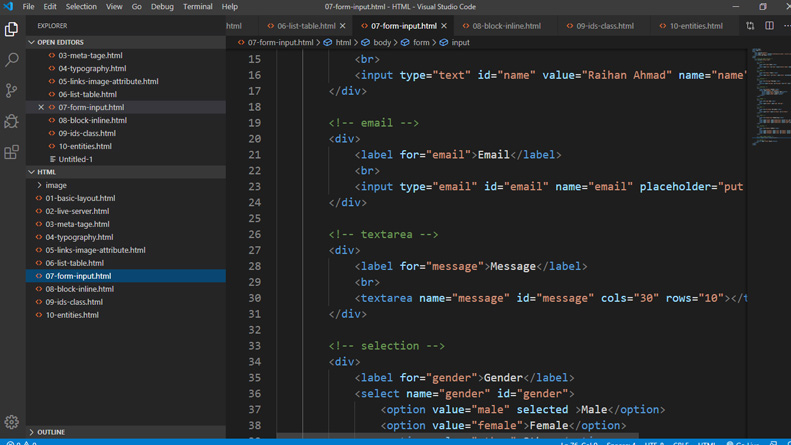 File Edit Selection View Go Debug Terminal Help
07-form-input.html - HTML - Visual Studio Code
EXPLORER
OPEN EDITORS
03-meta-tage.html
04-typography.html
05-links-image-attribute.html
06-list-table.html
07-form-input.html
08-block-inline.html
09-ids-class.html
10-entities.html
Untitled-1
HTML
image
01-basic-layout.html
02-live-server.html
03-meta-tage.html
04-typography.html
05-links-image-attribute.html
06-list-table.html
07-form-input.html
08-block-inline.html
09-ids-class.html
10-entities.html
OUTLINE
html 06-list-table.html 07-form-input.html 08-block-inline.html 09-ids-class.html 10-entities.html
07-form-input.html > html > body > form > input
15 <br>
16 <input type="text" id="name" value="Raihan Ahmad" name="name"
17 </div>
18
19 <!-- email -->
20 <div>
21 <label for="email">Email</label>
22 <br>
23 <input type="email" id="email" name="email" placeholder="put
24 </div>
25
26 <!-- textarea -->
27 <div>
28 <label for="message">Message</label>
29 <br>
30 <textarea name="message" id="message" cols="30" rows="10"></t
31 </div>
32
33 <!-- selection -->
34 <div>
35 <label for="gender">Gender</label>
36 <select name="gender" id="gender">
37 <option value="male" selected >Male</option>
38 <option value="female">Female</option>